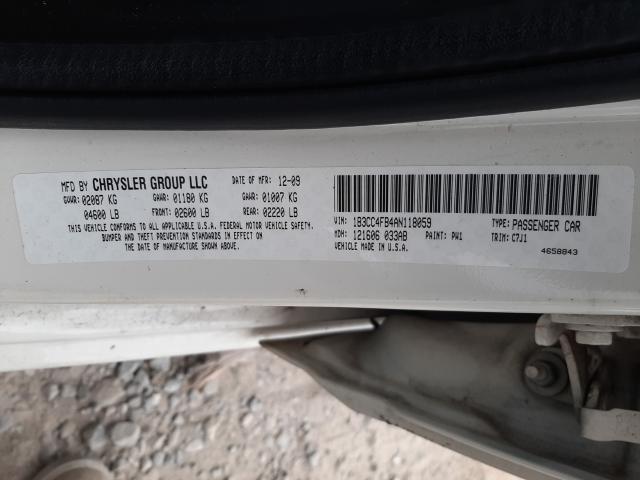 MFD BY CHRYSLER GROUP LLC DATE OF MFR: 12-09
GVWR: 02087 KG GAWR: 01180 KG GAWR: 01007 KG
04600 LB FRONT: 02600 LB REAR: 02220 LB
THIS VEHICLE CONFORMS TO ALL APPLICABLE U.S.A. FEDERAL MOTOR VEHICLE SAFETY,
BUMPER AND THEFT PREVENTION STANDARDS IN EFFECT ON
THE DATE OF MANUFACTURE SHOWN ABOVE.
VIN: 1B3CC4FB4AN118059 TYPE: PASSENGER CAR
MDH: 121606 033AB PAINT: PW1 TRIM: C7J1
VEHICLE MADE IN U.S.A. 4658843